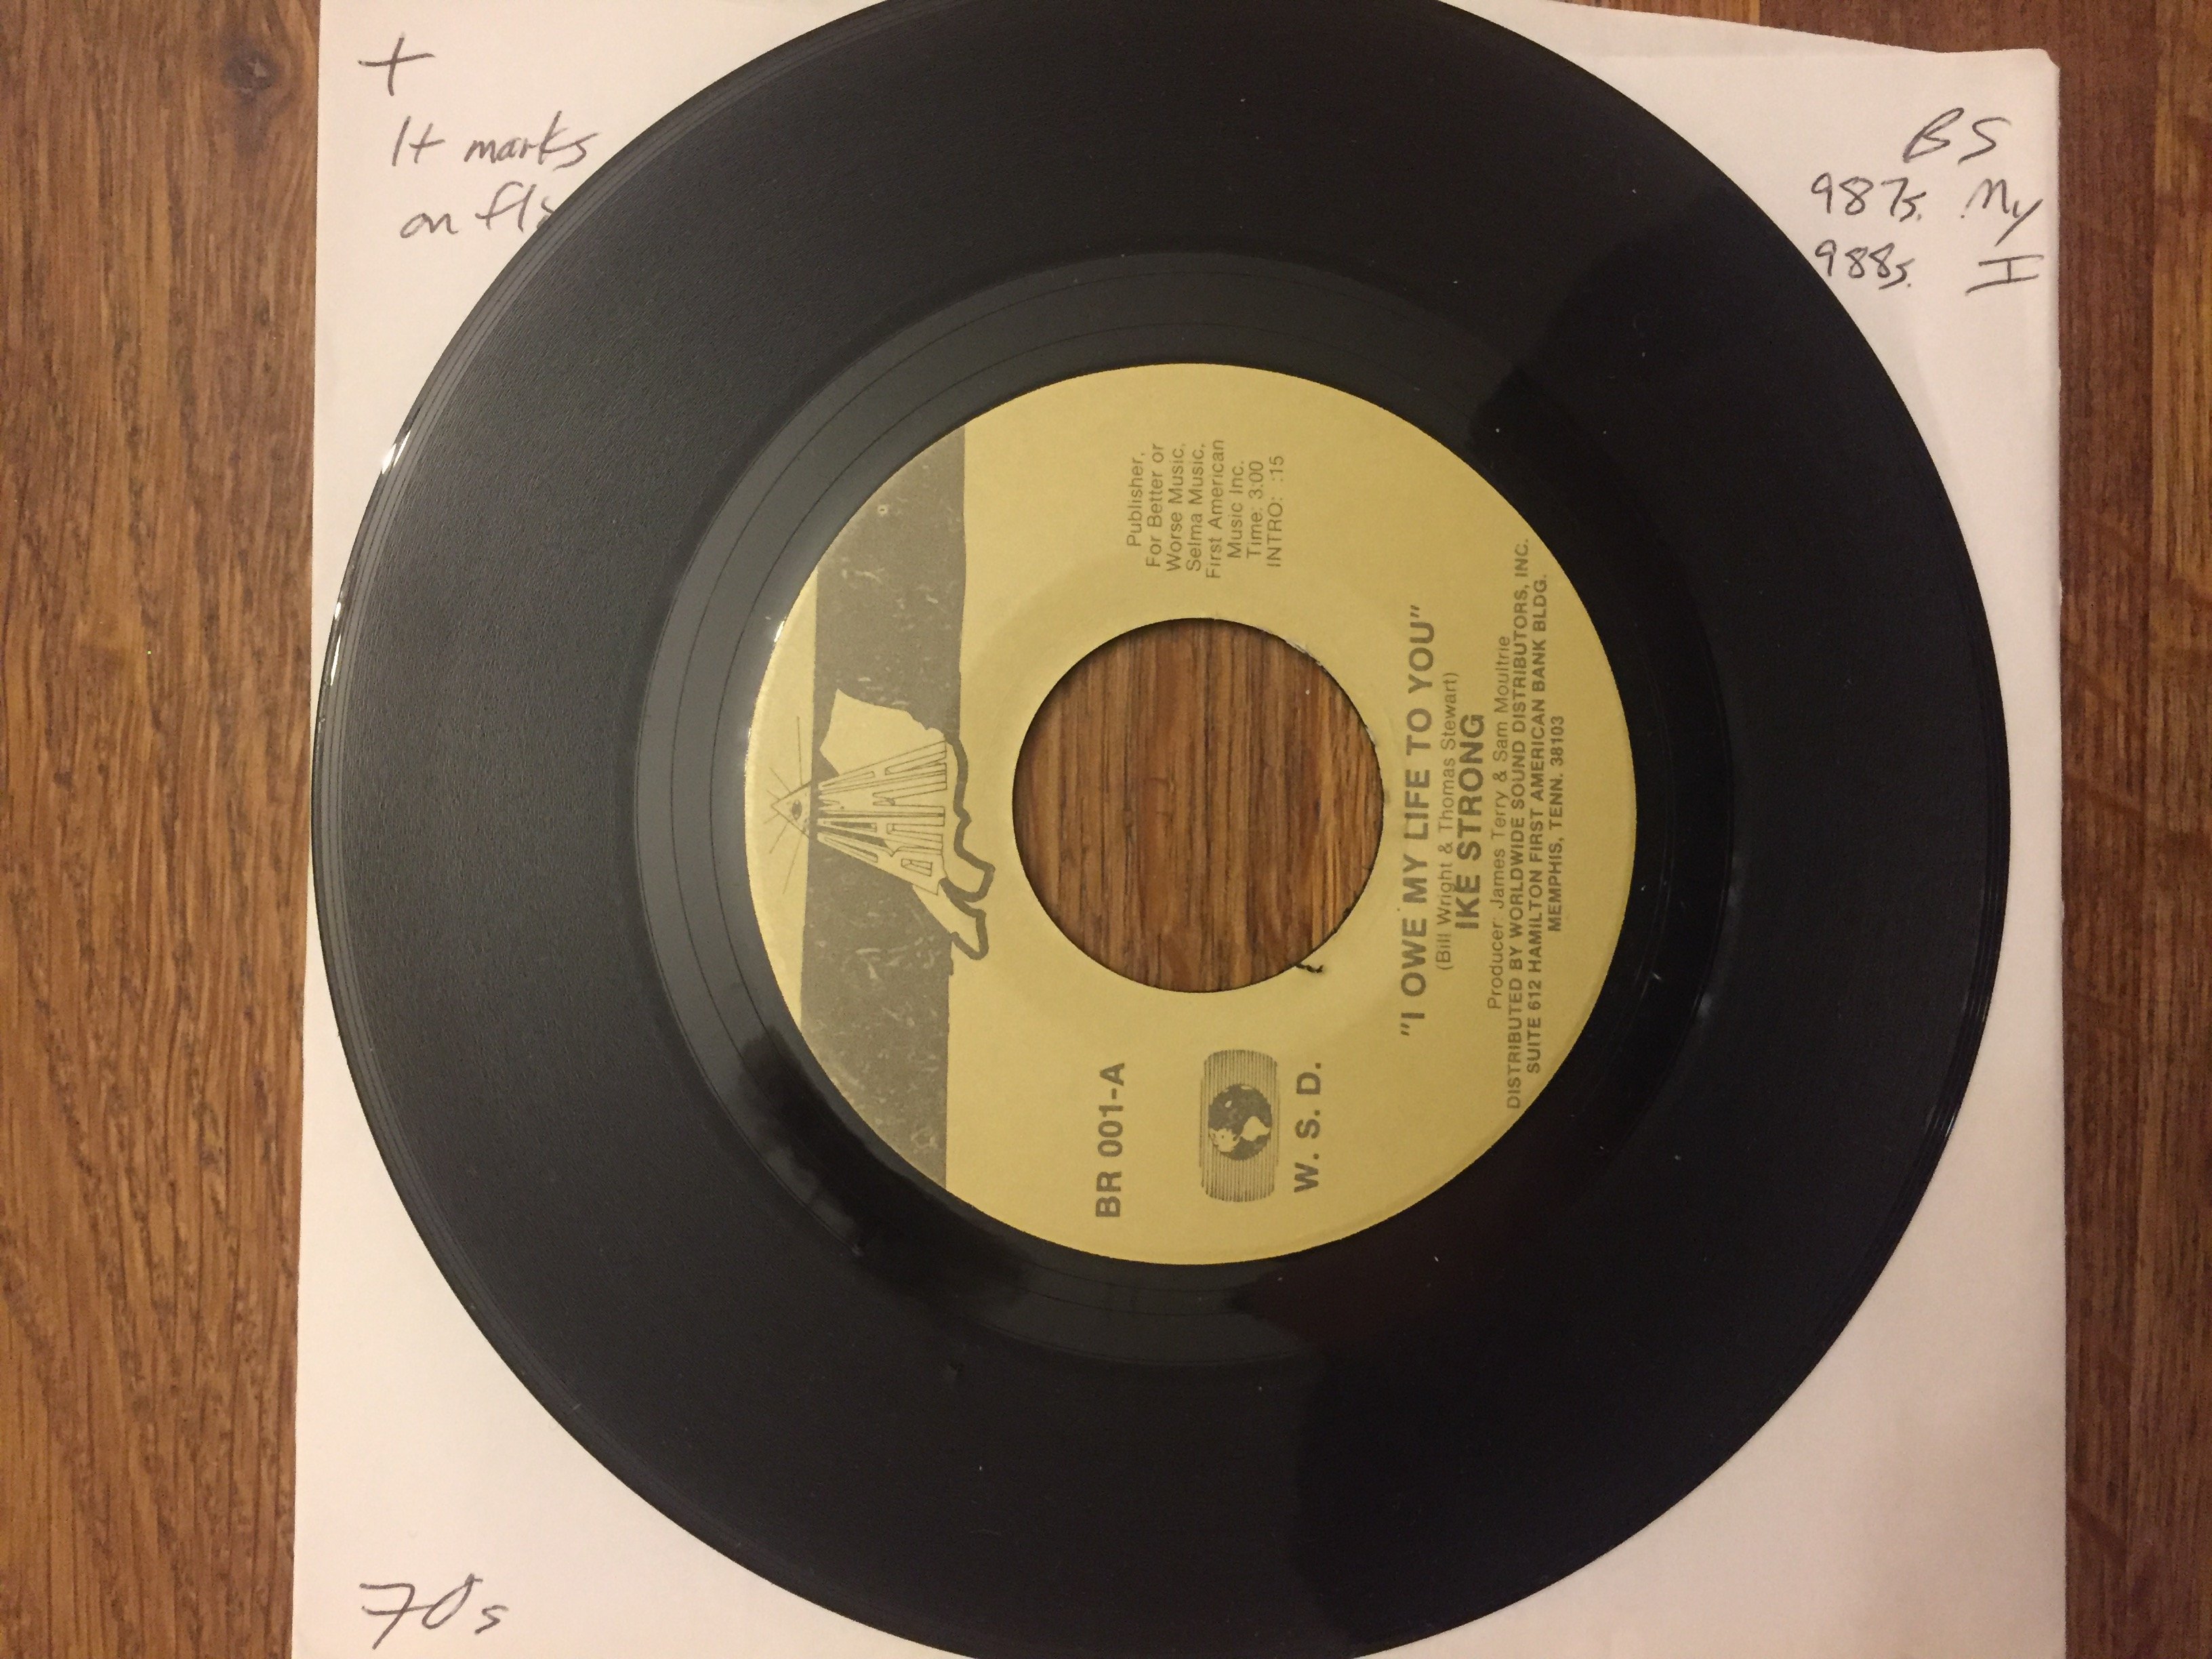 +
lt marks
on
BS
987s. My
988s. I
70s
Publisher,
For Better or
Worse Music,
Selma Music,
First American
Music Inc.
Time: 3:00
INTRO: :15
BR 001-A
W. S. D.
"I OWE MY LIFE TO YOU"
(Bill Wright & Thomas Stewart)
IKE STRONG
Producer: James Terry & Sam Moultrie
DISTRIBUTED BY WORLDWIDE SOUND DISTRIBUTORS, INC.
SUITE 612 HAMILTON FIRST AMERICAN BANK BLDG.
MEMPHIS, TENN. 38103